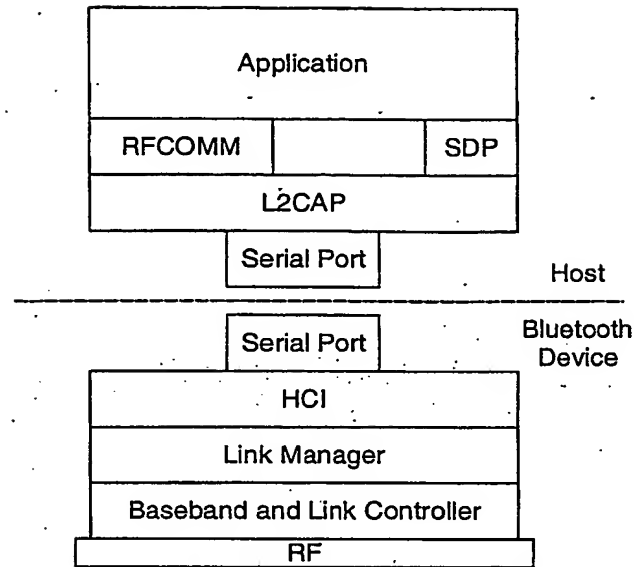 Application
RFCOMM
SDP
L2CAP
Serial Port
Host
Serial Port
Bluetooth
Device
HCI
Link Manager
Baseband and Link Controller
RF